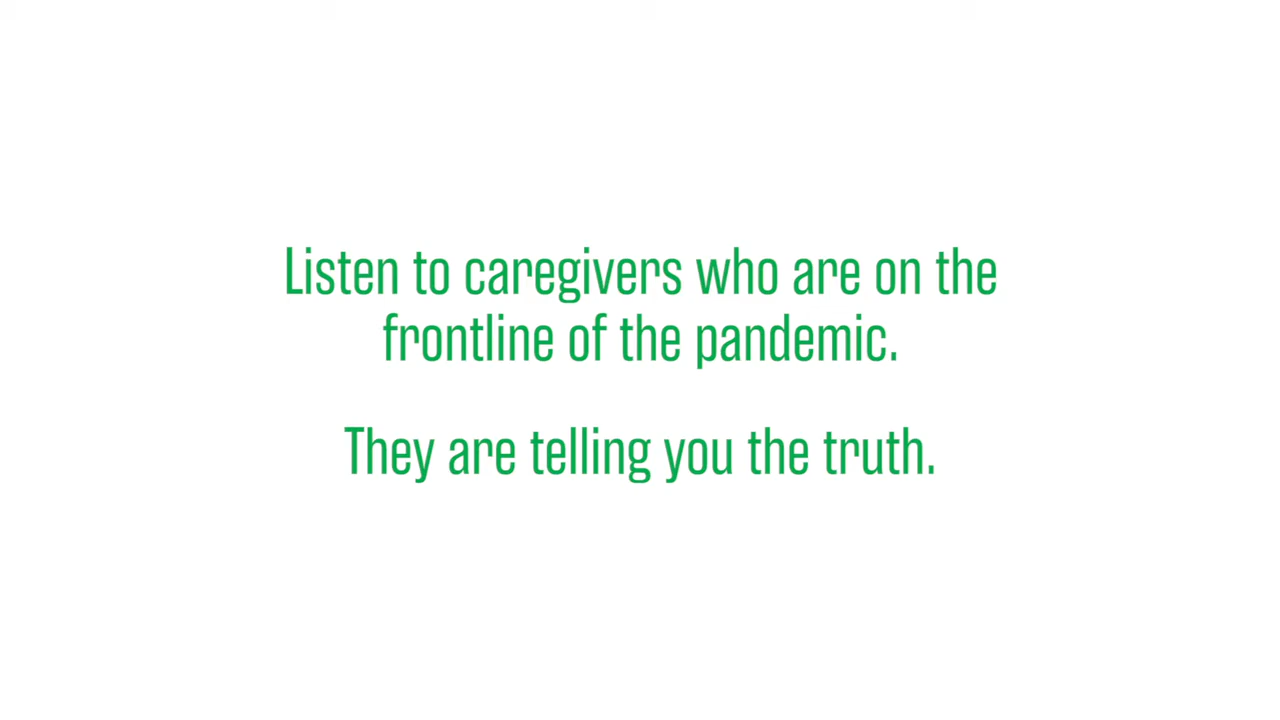 Listen to caregivers who are on the
frontline of the pandemic.
They are telling you the truth.